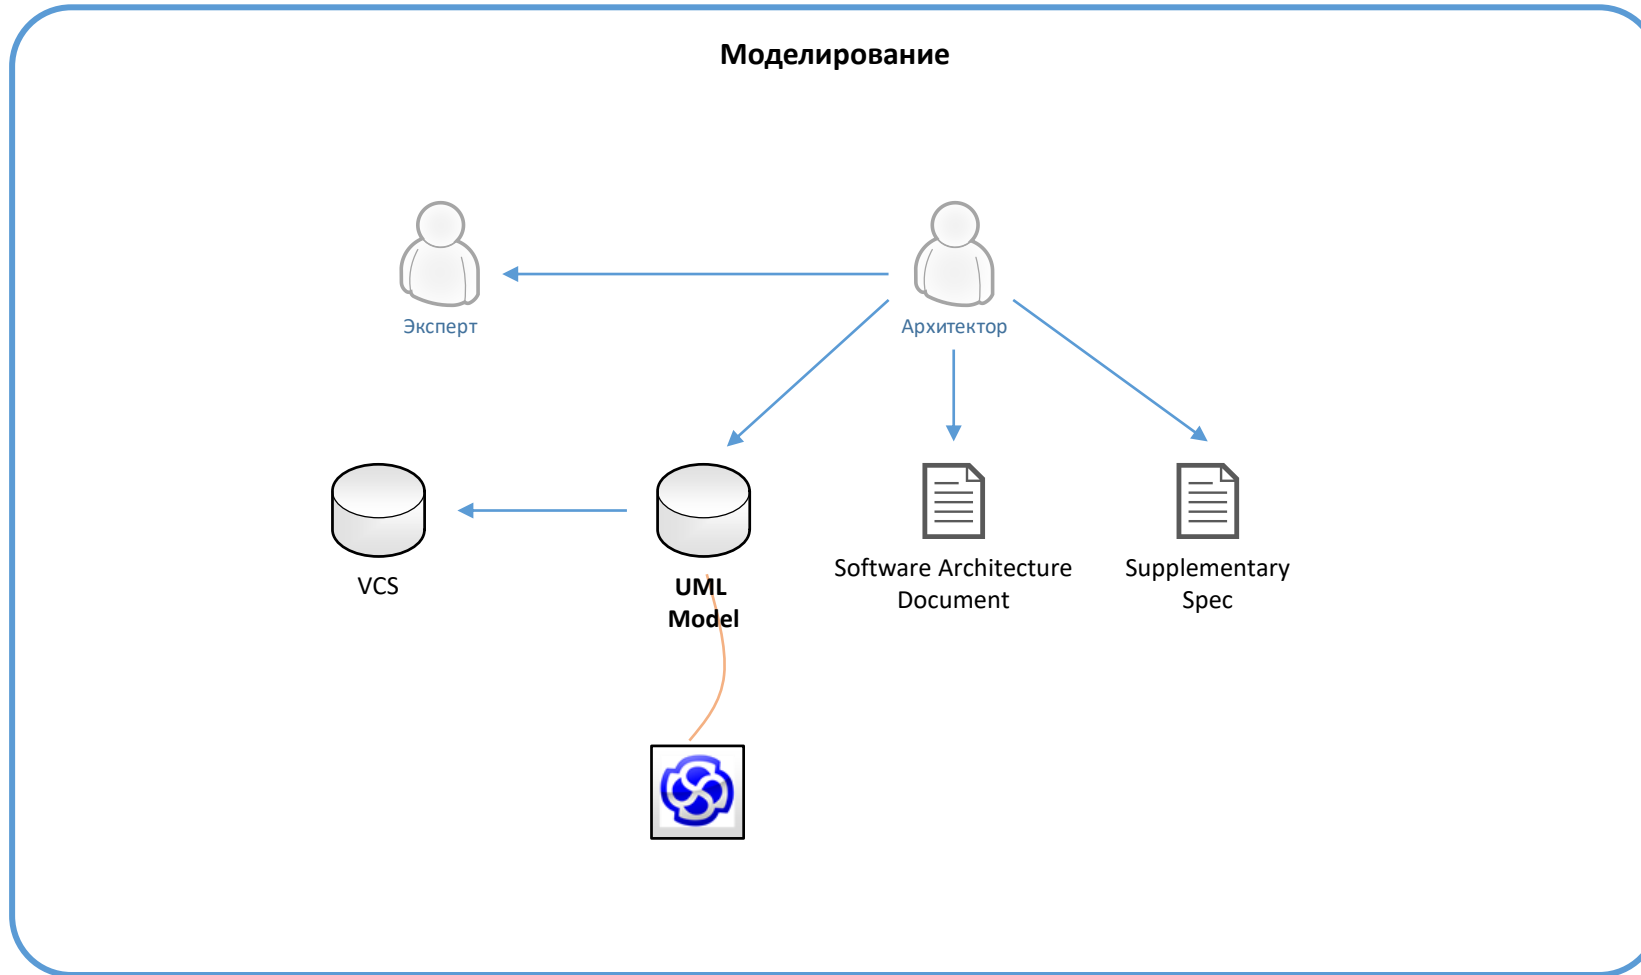 Моделирование
Эксперт
Архитектор
VCS
UML
Model
Software Architecture
Document
Supplementary
Spec